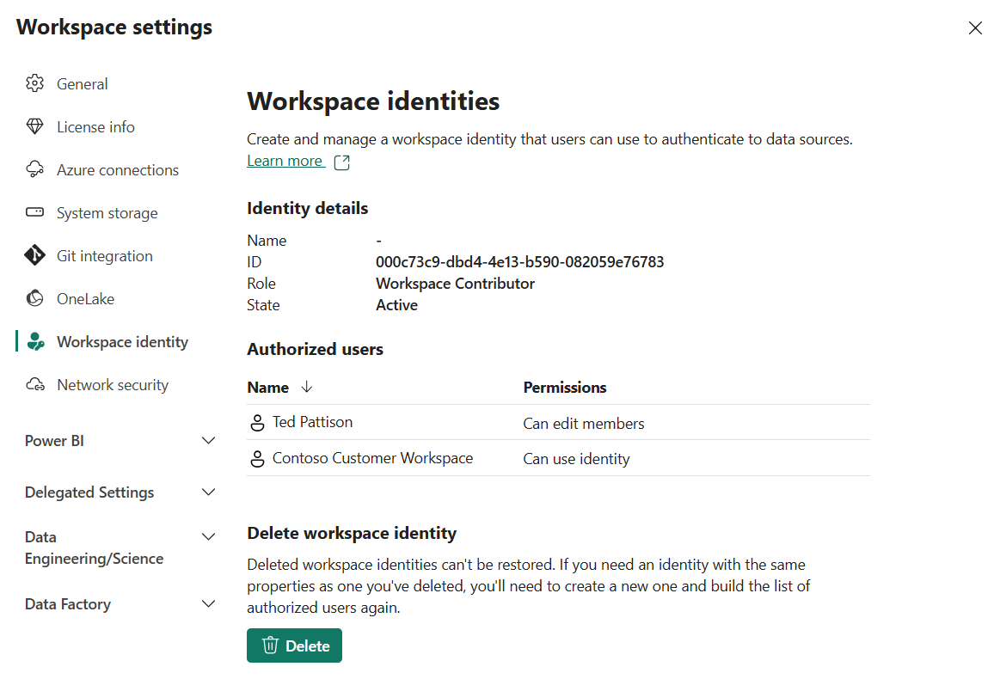 Workspace settings
General
License info
Azure connections
System storage
Git integration
OneLake
Workspace identity
Network security
Power BI
Delegated Settings
Data
Engineering/Science
Data Factory
Workspace identities
Create and manage a workspace identity that users can use to authenticate to data sources.
Learn more
Identity details
Name -
ID 000c73c9-dbd4-4e13-b590-082059e76783
Role Workspace Contributor
State Active
Authorized users
Name ↓ Permissions
Ted Pattison Can edit members
Contoso Customer Workspace Can use identity
Delete workspace identity
Deleted workspace identities can't be restored. If you need an identity with the same
properties as one you've deleted, you'll need to create a new one and build the list of
authorized users again.
Delete